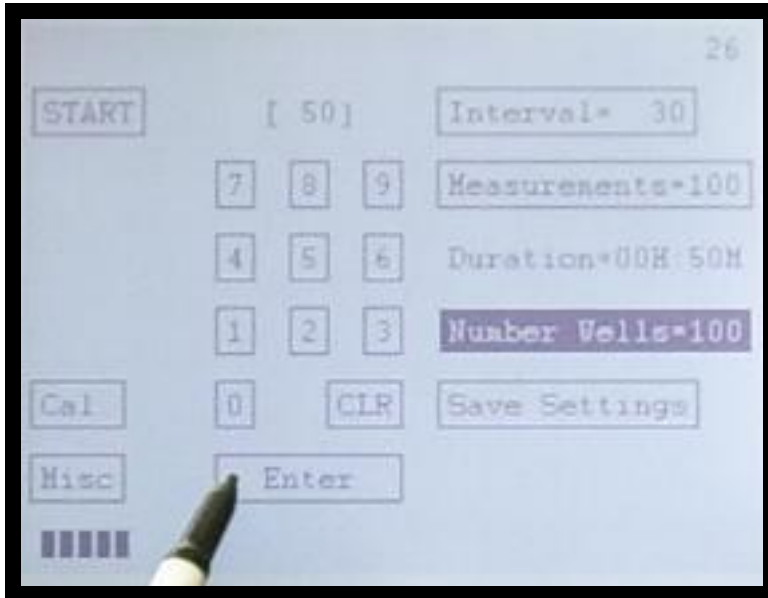 26
START [ 50] Interval= 30
7 8 9 Measurements=100
4 5 6 Duration=00H:50M
1 2 3 Number Wells=100
Cal 0 CLR Save Settings
Misc Enter